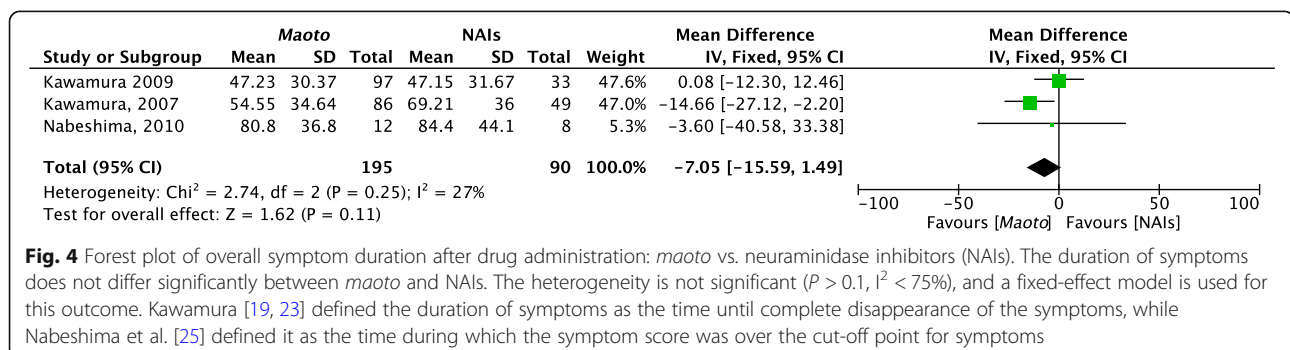 Maoto NAIs Mean Difference Mean Difference
Study or Subgroup Mean SD Total Mean SD Total Weight IV, Fixed, 95% CI IV, Fixed, 95% CI
Kawamura 2009 47.23 30.37 97 47.15 31.67 33 47.6% 0.08 [-12.30, 12.46]
Kawamura, 2007 54.55 34.64 86 69.21 36 49 47.0% -14.66 [-27.12, -2.20]
Nabeshima, 2010 80.8 36.8 12 84.4 44.1 8 5.3% -3.60 [-40.58, 33.38]
Total (95% CI) 195 90 100.0% -7.05 [-15.59, 1.49]
Heterogeneity: Chi² = 2.74, df = 2 (P = 0.25); I² = 27%
Test for overall effect: Z = 1.62 (P = 0.11)
-100 -50 0 50 100
Favours [Maoto] Favours [NAIs]
Fig. 4 Forest plot of overall symptom duration after drug administration: maoto vs. neuraminidase inhibitors (NAIs). The duration of symptoms
does not differ significantly between maoto and NAIs. The heterogeneity is not significant (P > 0.1, I² < 75%), and a fixed-effect model is used for
this outcome. Kawamura [19, 23] defined the duration of symptoms as the time until complete disappearance of the symptoms, while
Nabeshima et al. [25] defined it as the time during which the symptom score was over the cut-off point for symptoms